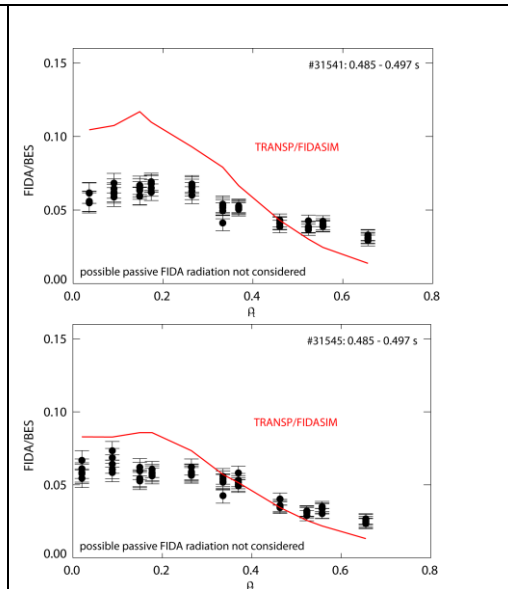 0.15
#31541: 0.485 - 0.497 s
0.10
TRANSP/FIDASIM
FIDA/BES
0.05
possible passive FIDA radiation not considered
0.00
0.0 0.2 0.4 0.6 0.8
ρt
0.15
#31545: 0.485 - 0.497 s
0.10
TRANSP/FIDASIM
FIDA/BES
0.05
possible passive FIDA radiation not considered
0.00
0.0 0.2 0.4 0.6 0.8
ρt